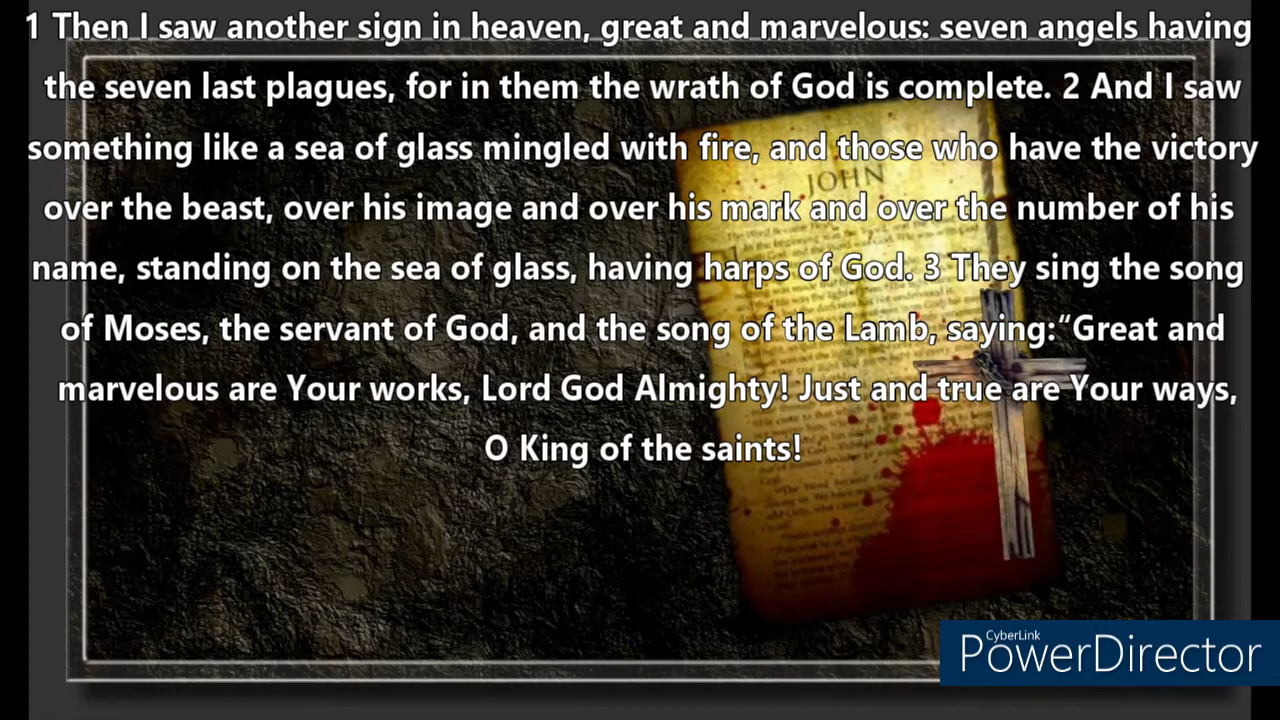 1 Then I saw another sign in heaven, great and marvelous: seven angels having
the seven last plagues, for in them the wrath of God is complete. 2 And I saw
something like a sea of glass mingled with fire, and those who have the victory
over the beast, over his image and over his mark and over the number of his
name, standing on the sea of glass, having harps of God. 3 They sing the song
of Moses, the servant of God, and the song of the Lamb, saying:“Great and
marvelous are Your works, Lord God Almighty! Just and true are Your ways,
O King of the saints!
JOHN
CyberLink
PowerDirector